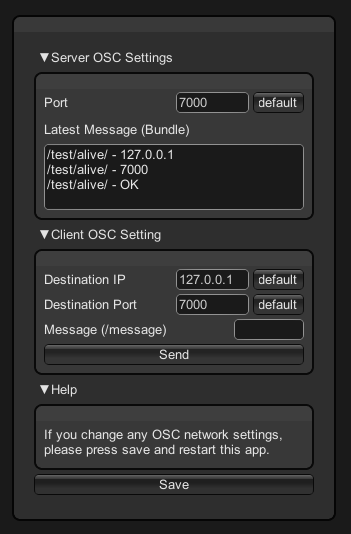 ▼Server OSC Settings
Port 7000 default
Latest Message (Bundle)
/test/alive/ - 127.0.0.1
/test/alive/ - 7000
/test/alive/ - OK
▼Client OSC Setting
Destination IP 127.0.0.1 default
Destination Port 7000 default
Message (/message)
Send
▼Help
If you change any OSC network settings,
please press save and restart this app.
Save